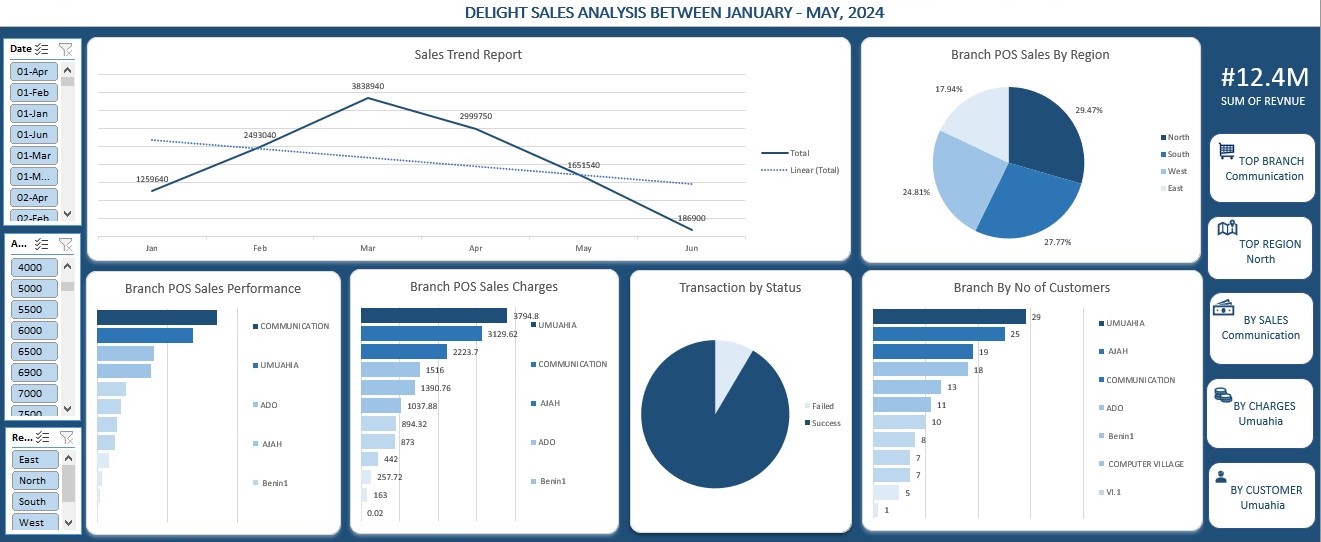 DELIGHT SALES ANALYSIS BETWEEN JANUARY - MAY, 2024
Date
01-Apr
01-Feb
01-Jan
01-Jun
01-Mar
01-M...
02-Apr
02-Feb
A...
4000
5000
5500
6000
6500
6900
7000
7500
Re...
East
North
South
West
Sales Trend Report
3838940
2999750
2493040
1651540
1259640
186900
Jan Feb Mar Apr May Jun
Total
Linear (Total)
Branch POS Sales By Region
17.94%
29.47%
24.81%
27.77%
North
South
West
East
#12.4M
SUM OF REVNUE
TOP BRANCH
Communication
TOP REGION
North
BY SALES
Communication
BY CHARGES
Umuahia
BY CUSTOMER
Umuahia
Branch POS Sales Performance
COMMUNICATION
UMUAHIA
ADO
AJAH
Benin1
Branch POS Sales Charges
3794.8
3129.62
2223.7
1516
1390.76
1037.88
894.32
873
442
257.72
163
0.02
UMUAHIA
COMMUNICATION
AJAH
ADO
Benin1
Transaction by Status
Failed
Success
Branch By No of Customers
29
25
19
18
13
11
10
8
7
7
5
1
UMUAHIA
AJAH
COMMUNICATION
ADO
Benin1
COMPUTER VILLAGE
VI.1